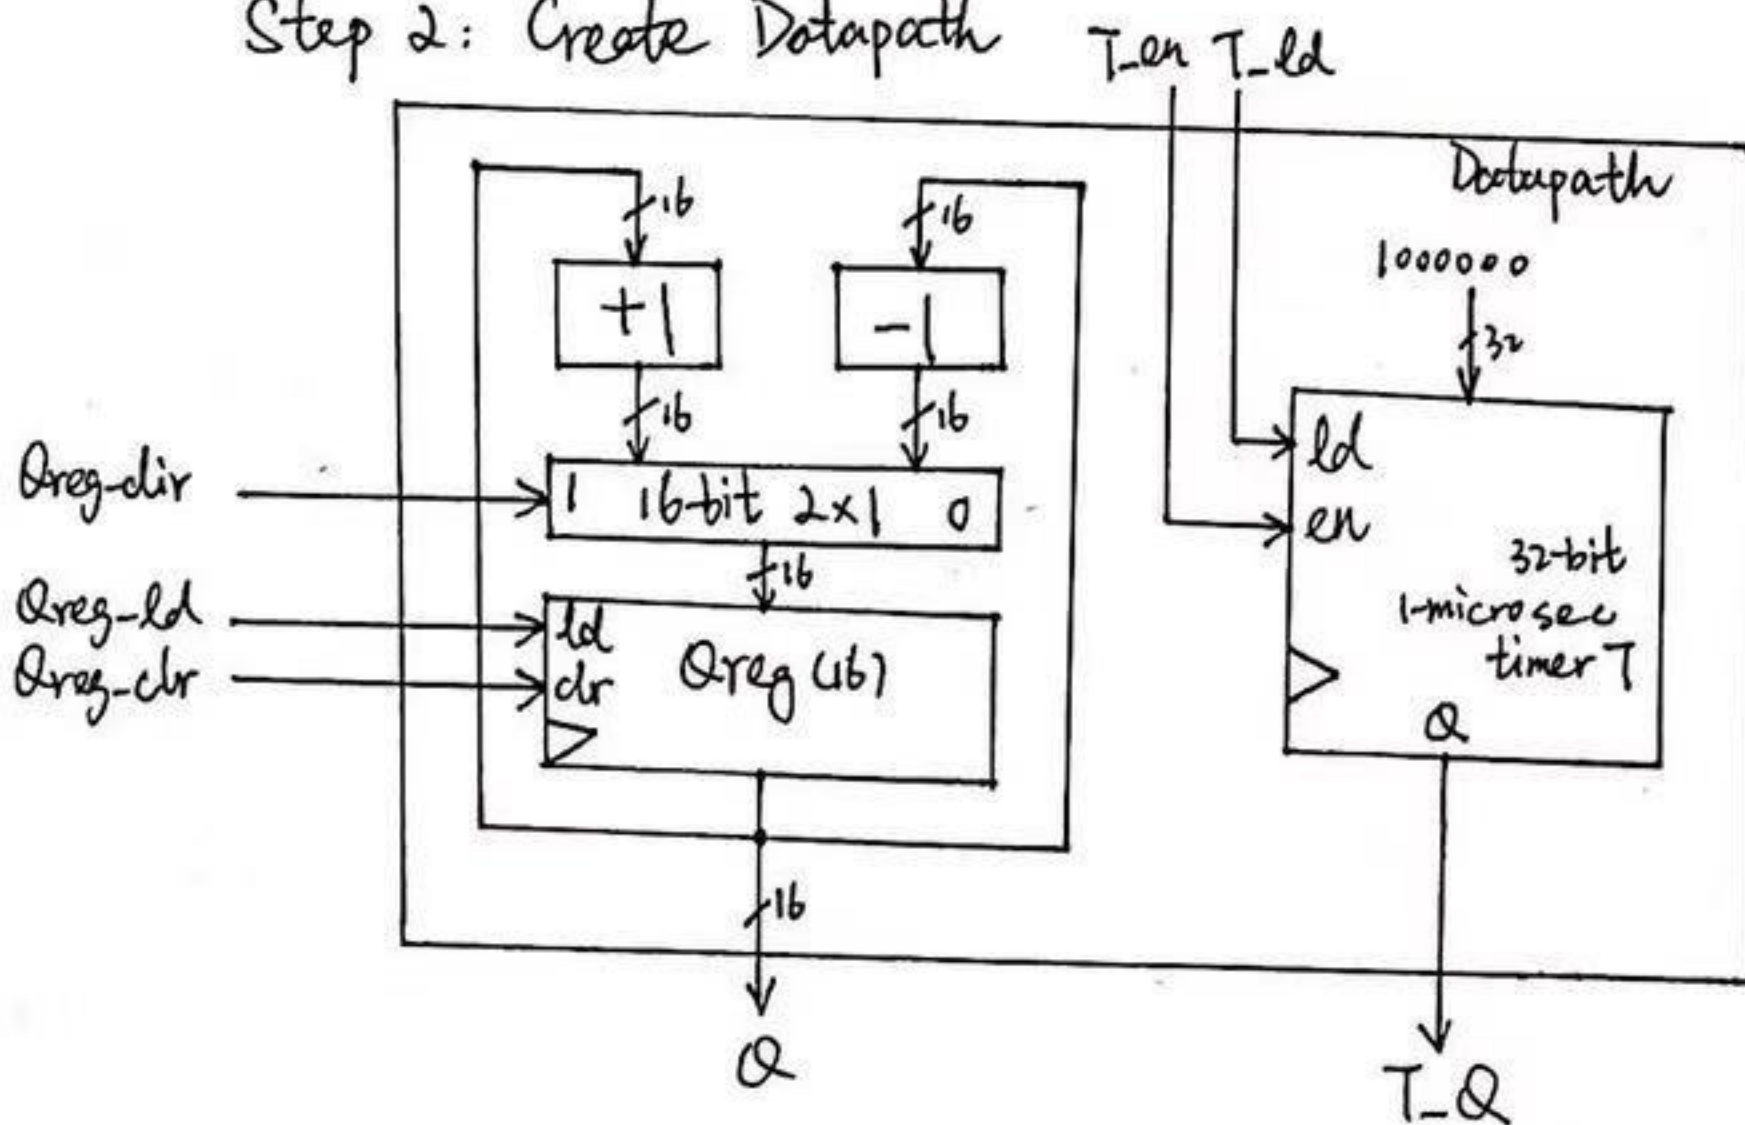 Step 2: Create Datapath
T_en T_ld
Datapath
16
16
1000000
+1
-1
32
16
16
ld
Qreg-dir
1 16-bit 2x1 0
en
16
32-bit
Qreg-ld
ld
1-microsec
Qreg-clr
clr
Qreg (16)
timer T
Q
16
Q
T_Q